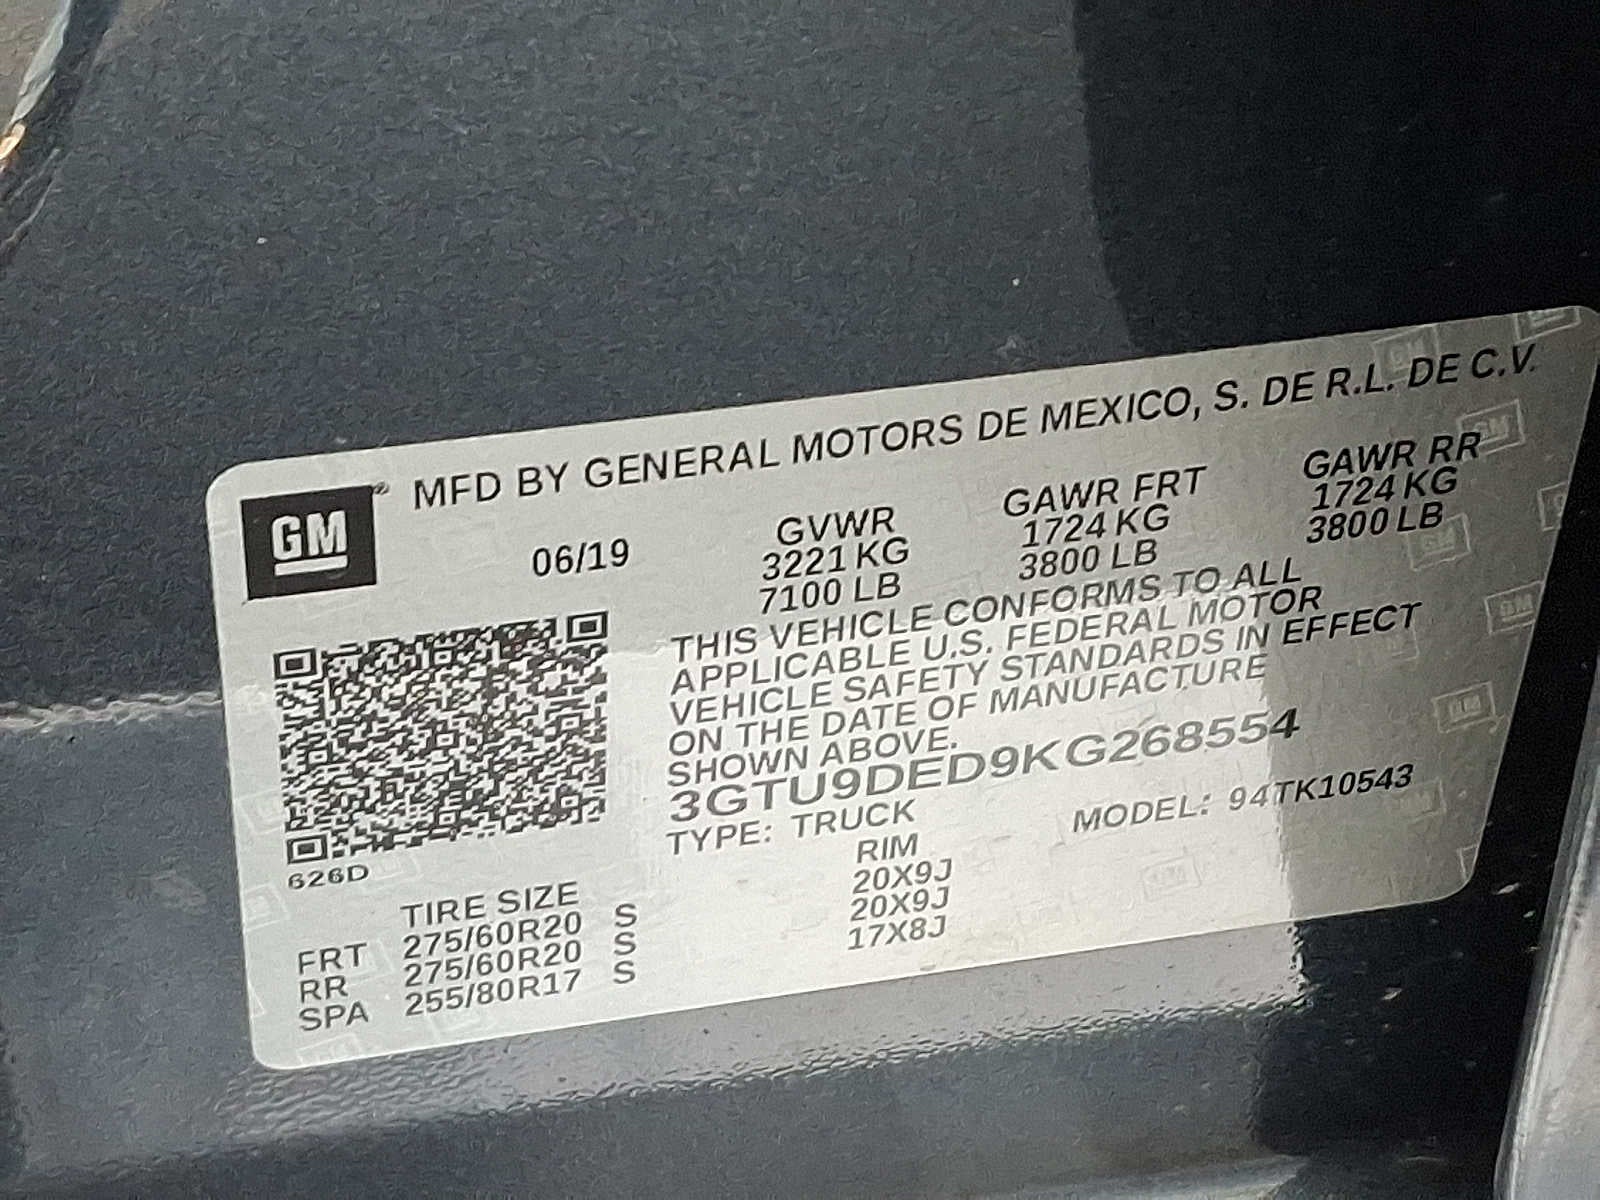 MFD BY GENERAL MOTORS DE MEXICO, S. DE R.L. DE C.V.
GM
06/19
GVWR
3221 KG
7100 LB
GAWR FRT
1724 KG
3800 LB
GAWR RR
1724 KG
3800 LB
THIS VEHICLE CONFORMS TO ALL
APPLICABLE U.S. FEDERAL MOTOR
VEHICLE SAFETY STANDARDS IN EFFECT
ON THE DATE OF MANUFACTURE
SHOWN ABOVE.
3GTU9DED9KG268554
TYPE: TRUCK MODEL: 94TK10543
626D
TIRE SIZE RIM
FRT 275/60R20 S 20X9J
RR 275/60R20 S 20X9J
SPA 255/80R17 S 17X8J